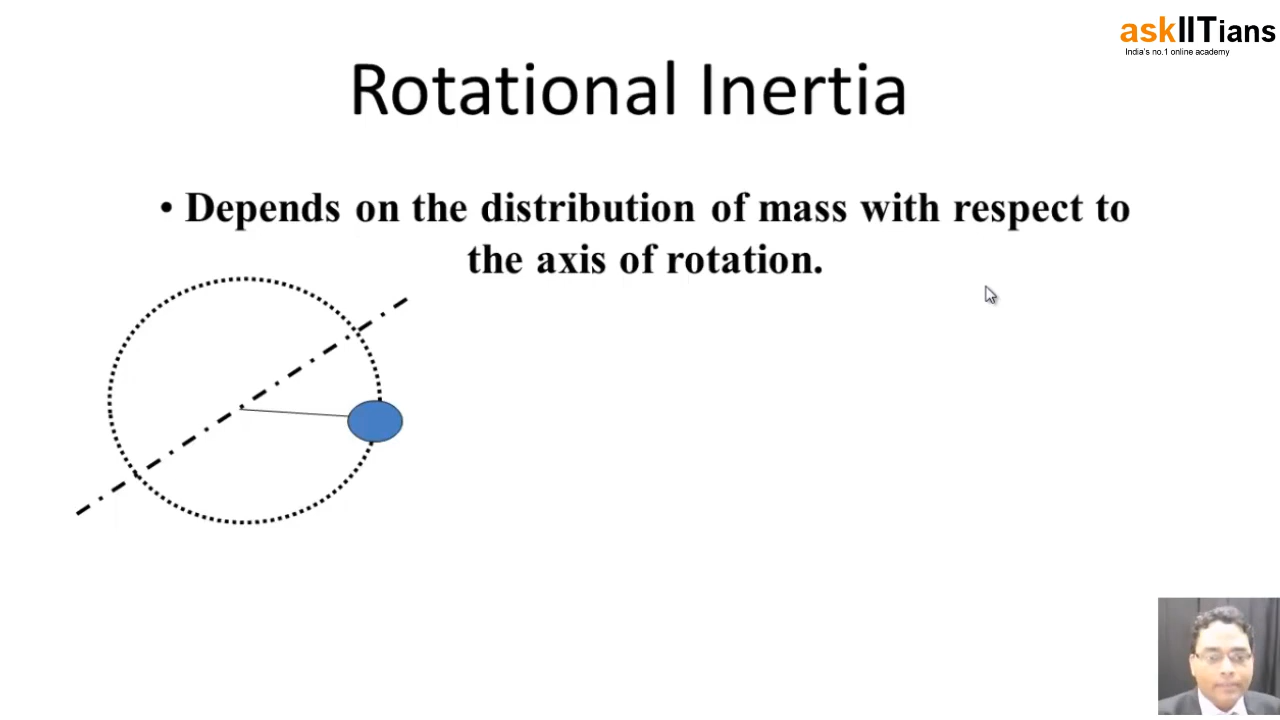 askIITians
India's no.1 online academy
Rotational Inertia
• Depends on the distribution of mass with respect to
the axis of rotation.